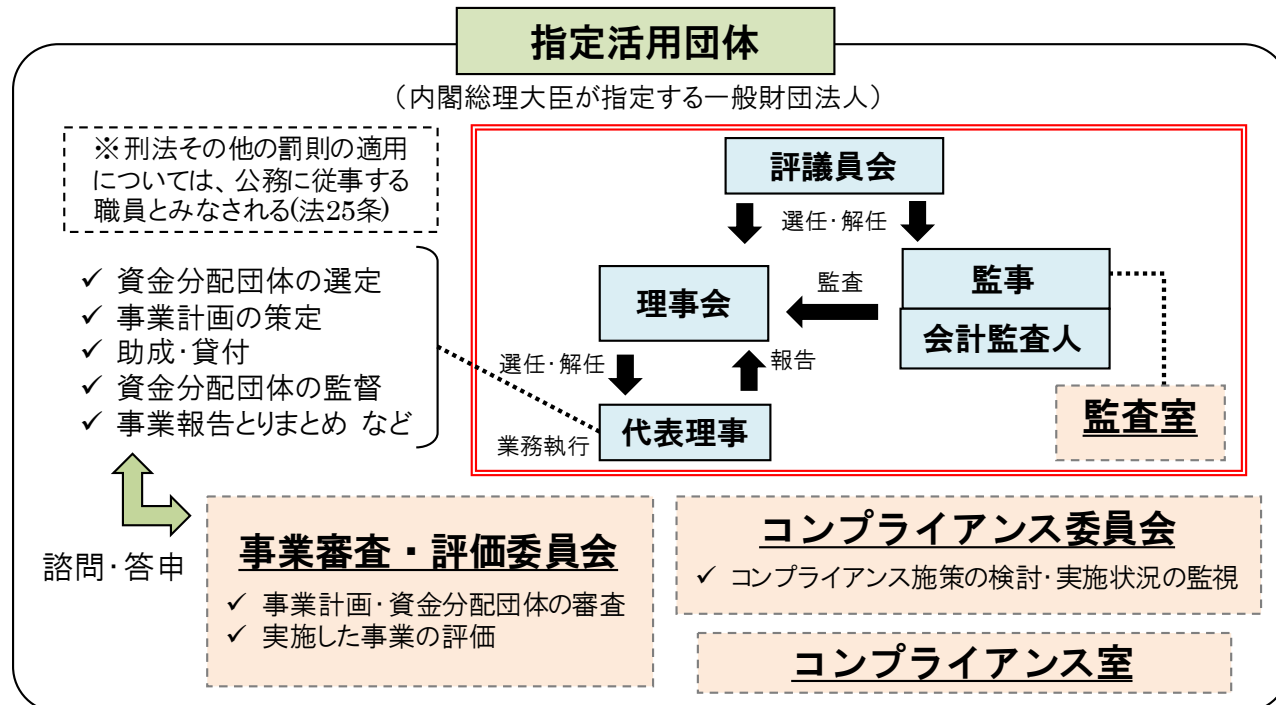 指定活用団体
（内閣総理大臣が指定する一般財団法人）
※刑法その他の罰則の適用
については、公務に従事する
職員とみなされる(法25条)
✓ 資金分配団体の選定
✓ 事業計画の策定
✓ 助成・貸付
✓ 資金分配団体の監督
✓ 事業報告とりまとめ など
評議員会
選任・解任
理事会
監査
監事
会計監査人
選任・解任
報告
監査室
業務執行
代表理事
諮問・答申
事業審査・評価委員会
✓ 事業計画・資金分配団体の審査
✓ 実施した事業の評価
コンプライアンス委員会
✓ コンプライアンス施策の検討・実施状況の監視
コンプライアンス室